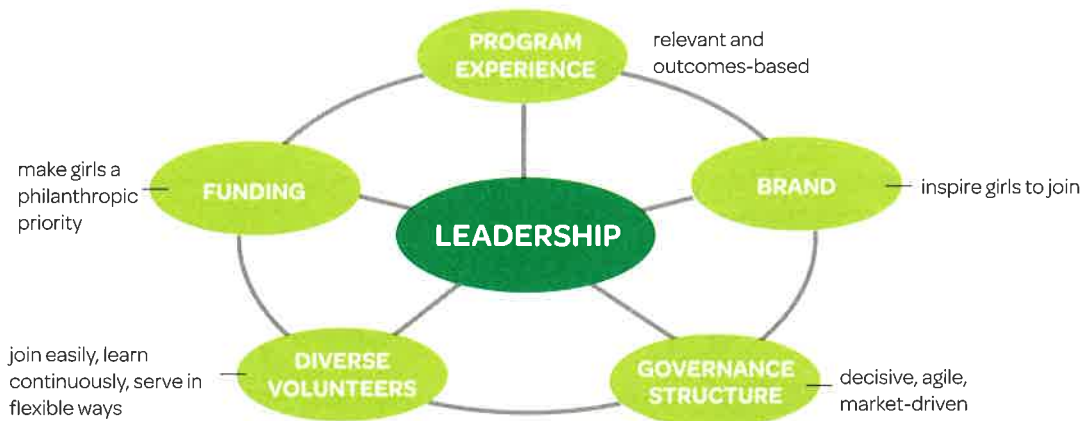 PROGRAM
EXPERIENCE
relevant and
outcomes-based
make girls a
philanthropic
priority
FUNDING
BRAND
inspire girls to join
LEADERSHIP
join easily, learn
continuously, serve in
flexible ways
DIVERSE
VOLUNTEERS
GOVERNANCE
STRUCTURE
decisive, agile,
market-driven